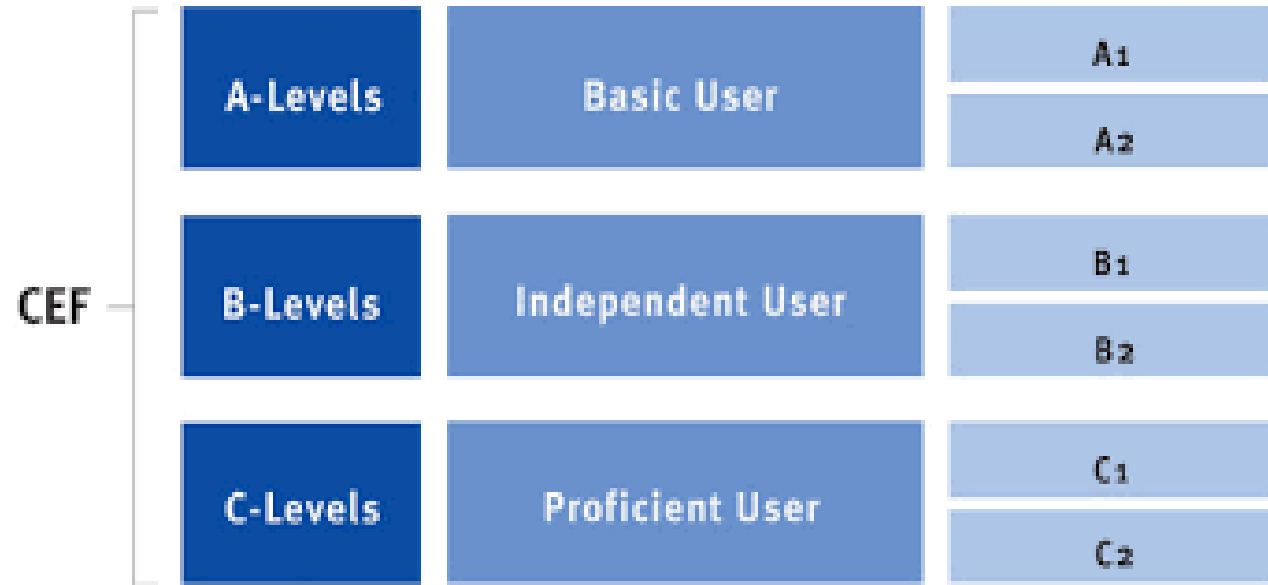 CEF
A-Levels
Basic User
A1
A2
B-Levels
Independent User
B1
B2
C-Levels
Proficient User
C1
C2